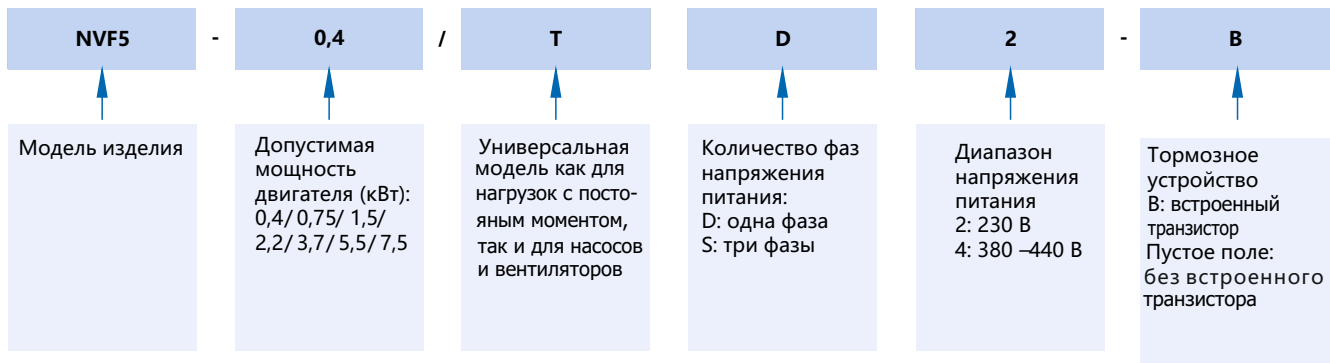 NVF5 - 0,4 / T D 2 - B
Модель изделия
Допустимая
мощность
двигателя (кВт):
0,4/ 0,75/ 1,5/
2,2/ 3,7/ 5,5/ 7,5
Универсальная
модель как для
нагрузок с посто-
яным моментом,
так и для насосов
и вентиляторов
Количество фаз
напряжения
питания:
D: одна фаза
S: три фазы
Диапазон
напряжения
питания
2: 230 В
4: 380 –440 В
Тормозное
устройство
B: встроенный
транзистор
Пустое поле:
без встроенного
транзистора